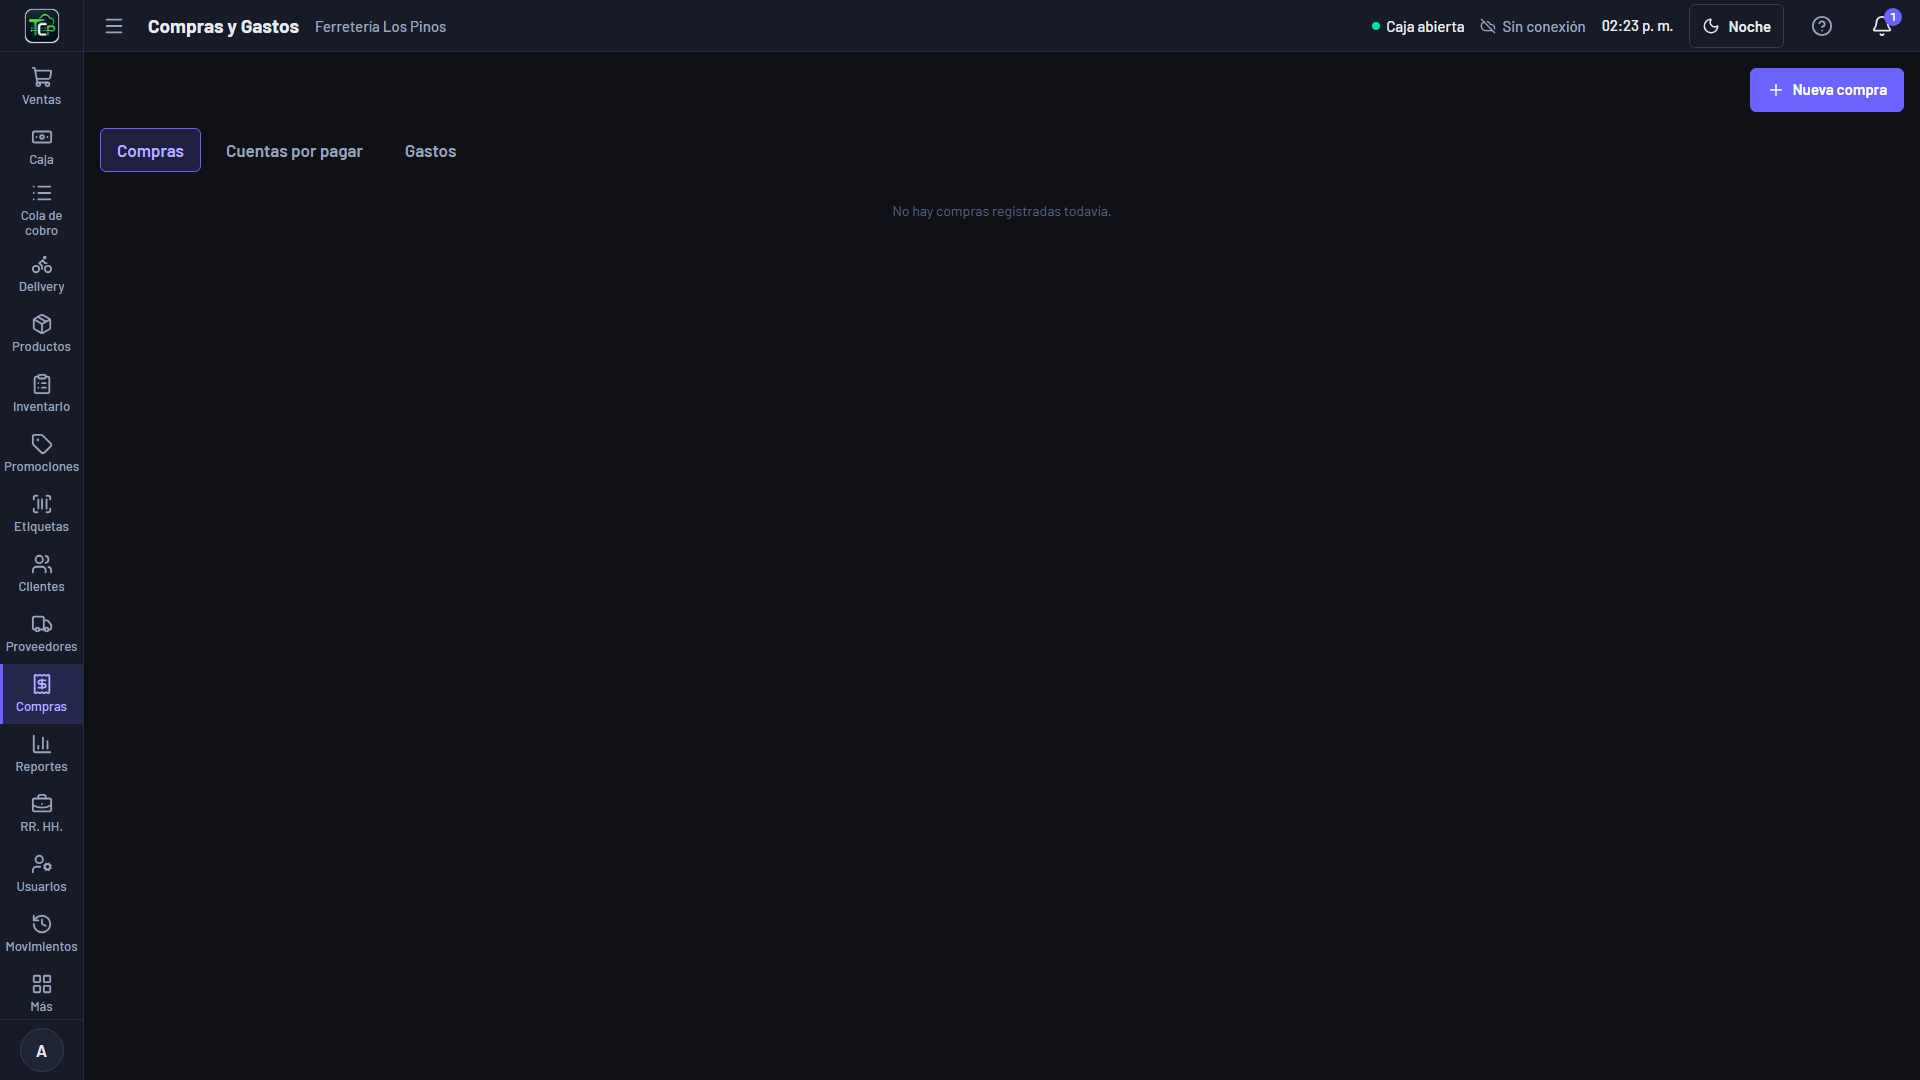 TCP
Compras y Gastos
Ferretería Los Pinos
Caja abierta
Sin conexión
02:23 p. m.
Noche
1
Ventas
Caja
Cola de
cobro
Delivery
Productos
Inventario
Promociones
Etiquetas
Clientes
Proveedores
Compras
Reportes
RR. HH.
Usuarios
Movimientos
Más
A
Nueva compra
Compras
Cuentas por pagar
Gastos
No hay compras registradas todavía.